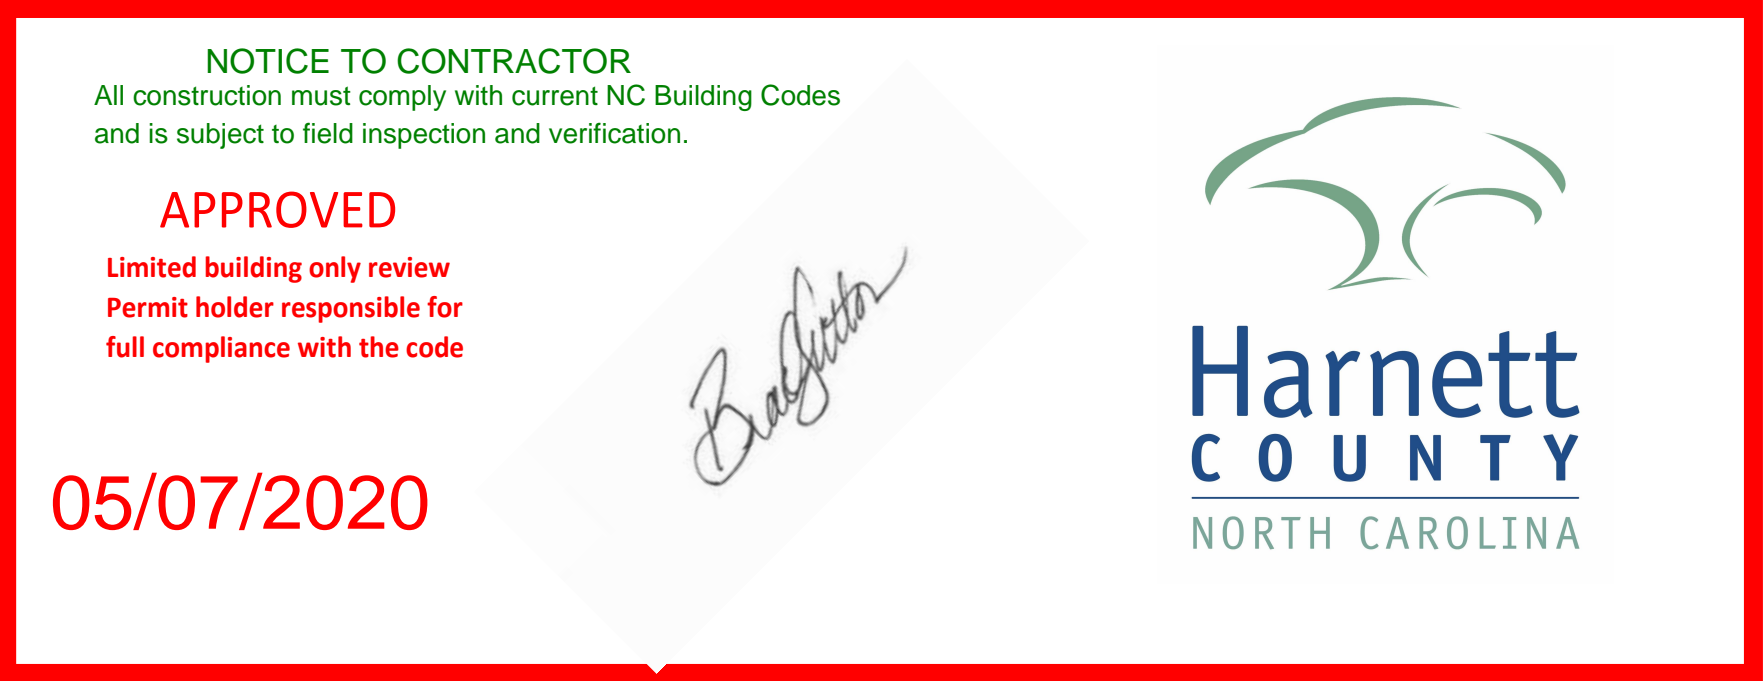 NOTICE TO CONTRACTOR
All construction must comply with current NC Building Codes
and is subject to field inspection and verification.
APPROVED
Limited building only review
Permit holder responsible for
full compliance with the code
05/07/2020
Brad Sutton
Harnett
COUNTY
NORTH CAROLINA